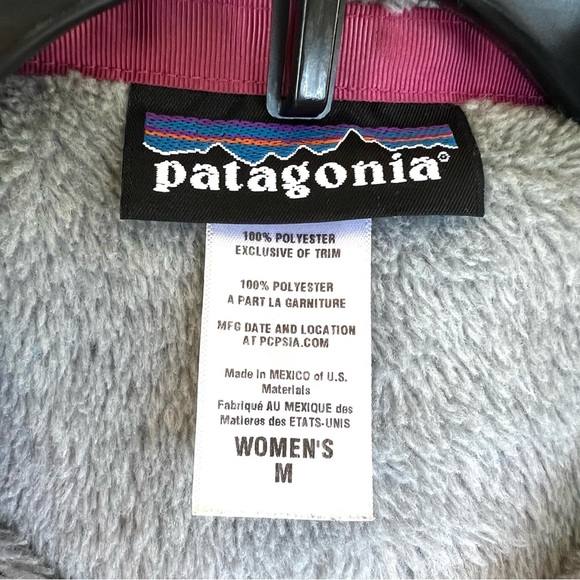 patagonia®
100% POLYESTER
EXCLUSIVE OF TRIM
100% POLYESTER
A PART LA GARNITURE
MFG DATE AND LOCATION
AT PCPSIA.COM
Made in MEXICO of U.S.
Materials
Fabriqué AU MEXIQUE des
Matieres des ETATS-UNIS
WOMEN'S
M